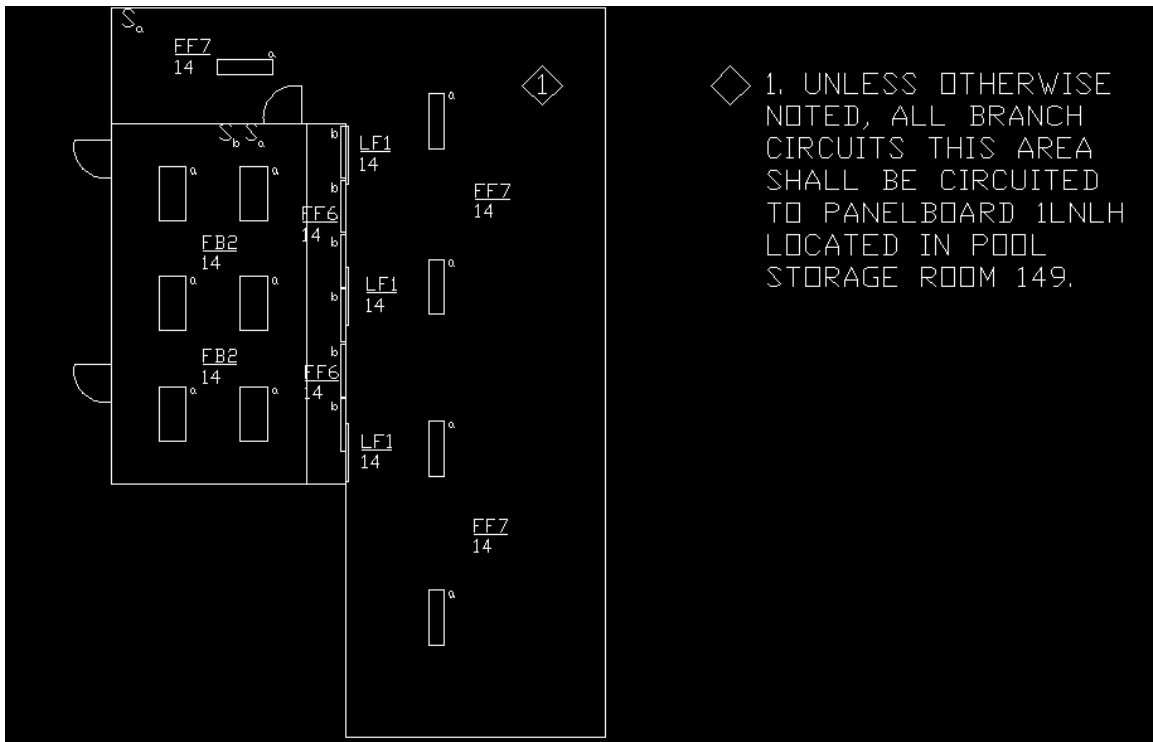 Sa
FF7
14
a
1
a
1. UNLESS OTHERWISE
NOTED, ALL BRANCH
CIRCUITS THIS AREA
SHALL BE CIRCUITED
TO PANELBOARD 1LNLH
LOCATED IN POOL
STORAGE ROOM 149.
Sb Sa
b
LF1
14
a
a
b
FF7
14
FF6
14
FB2
14
b
a
a
a
b
LF1
14
FB2
14
b
FF6
14
a
a
b
a
LF1
14
FF7
14
a